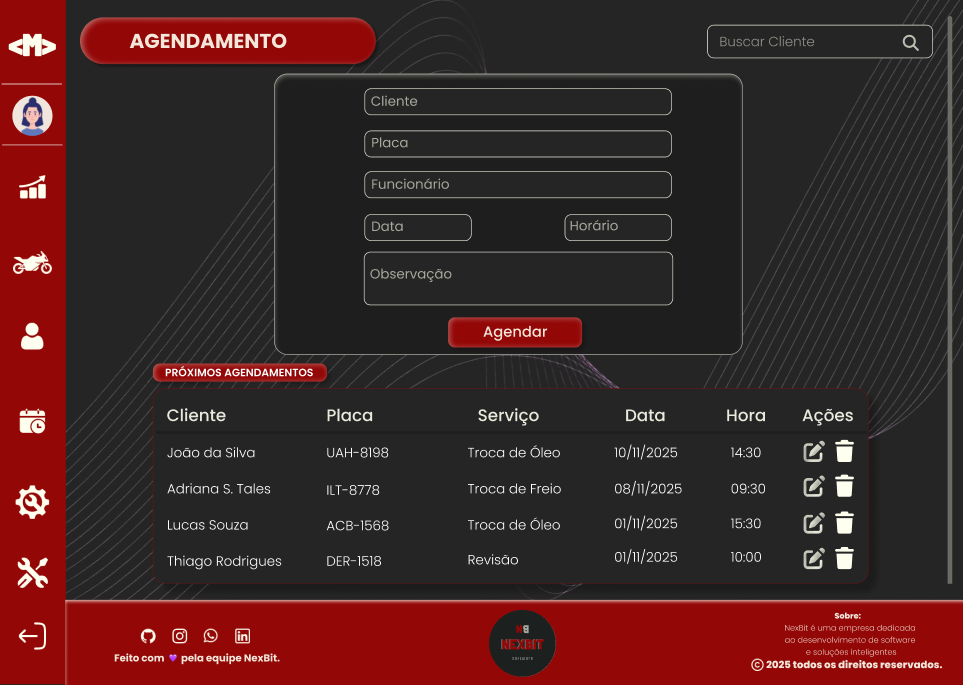 M
AGENDAMENTO
Buscar Cliente
Cliente
Placa
Funcionário
Data Horário
Observação
Agendar
PRÓXIMOS AGENDAMENTOS
Cliente Placa Serviço Data Hora Ações
João da Silva UAH-8198 Troca de Óleo 10/11/2025 14:30
Adriana S. Tales ILT-8778 Troca de Freio 08/11/2025 09:30
Lucas Souza ACB-1568 Troca de Óleo 01/11/2025 15:30
Thiago Rodrigues DER-1518 Revisão 01/11/2025 10:00
Feito com 💜 pela equipe NexBit.
NEXBIT
SOFTWARE
Sobre:
NexBit é uma empresa dedicada
ao desenvolvimento de software
e soluções inteligentes
© 2025 todos os direitos reservados.